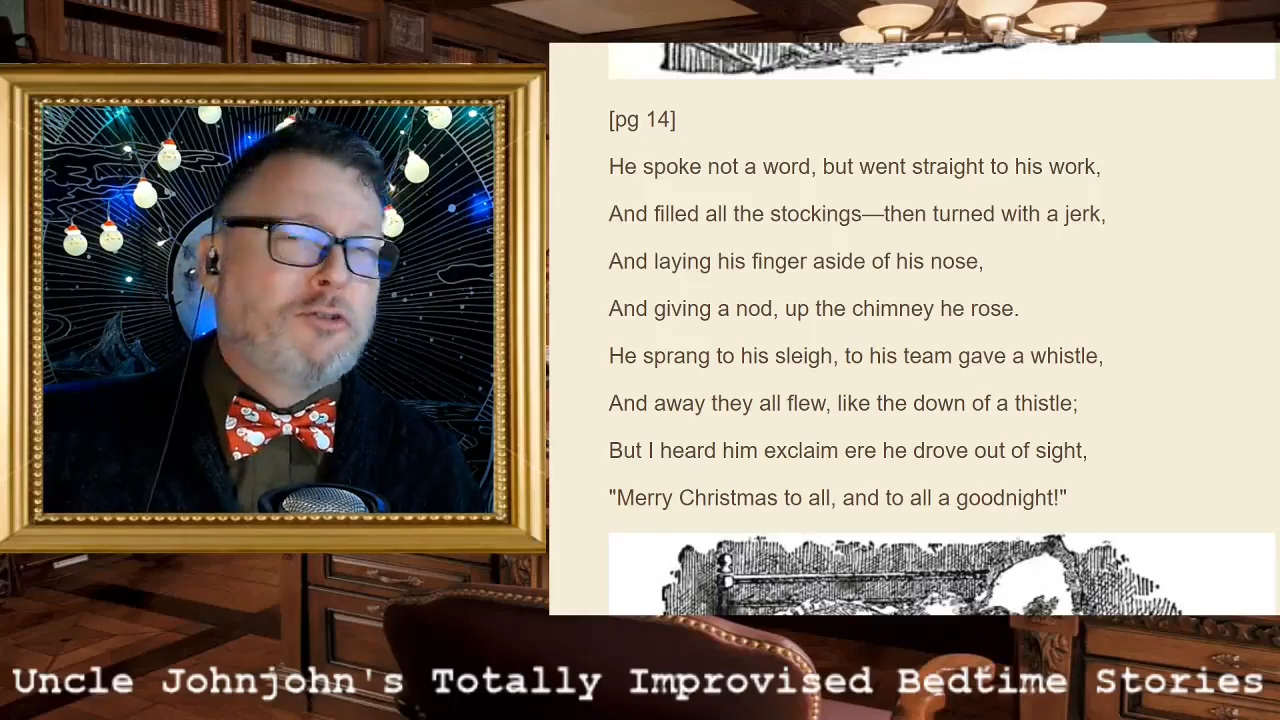 [pg 14]
He spoke not a word, but went straight to his work,
And filled all the stockings—then turned with a jerk,
And laying his finger aside of his nose,
And giving a nod, up the chimney he rose.
He sprang to his sleigh, to his team gave a whistle,
And away they all flew, like the down of a thistle;
But I heard him exclaim ere he drove out of sight,
"Merry Christmas to all, and to all a goodnight!"
Uncle Johnjohn's Totally Improvised Bedtime Stories